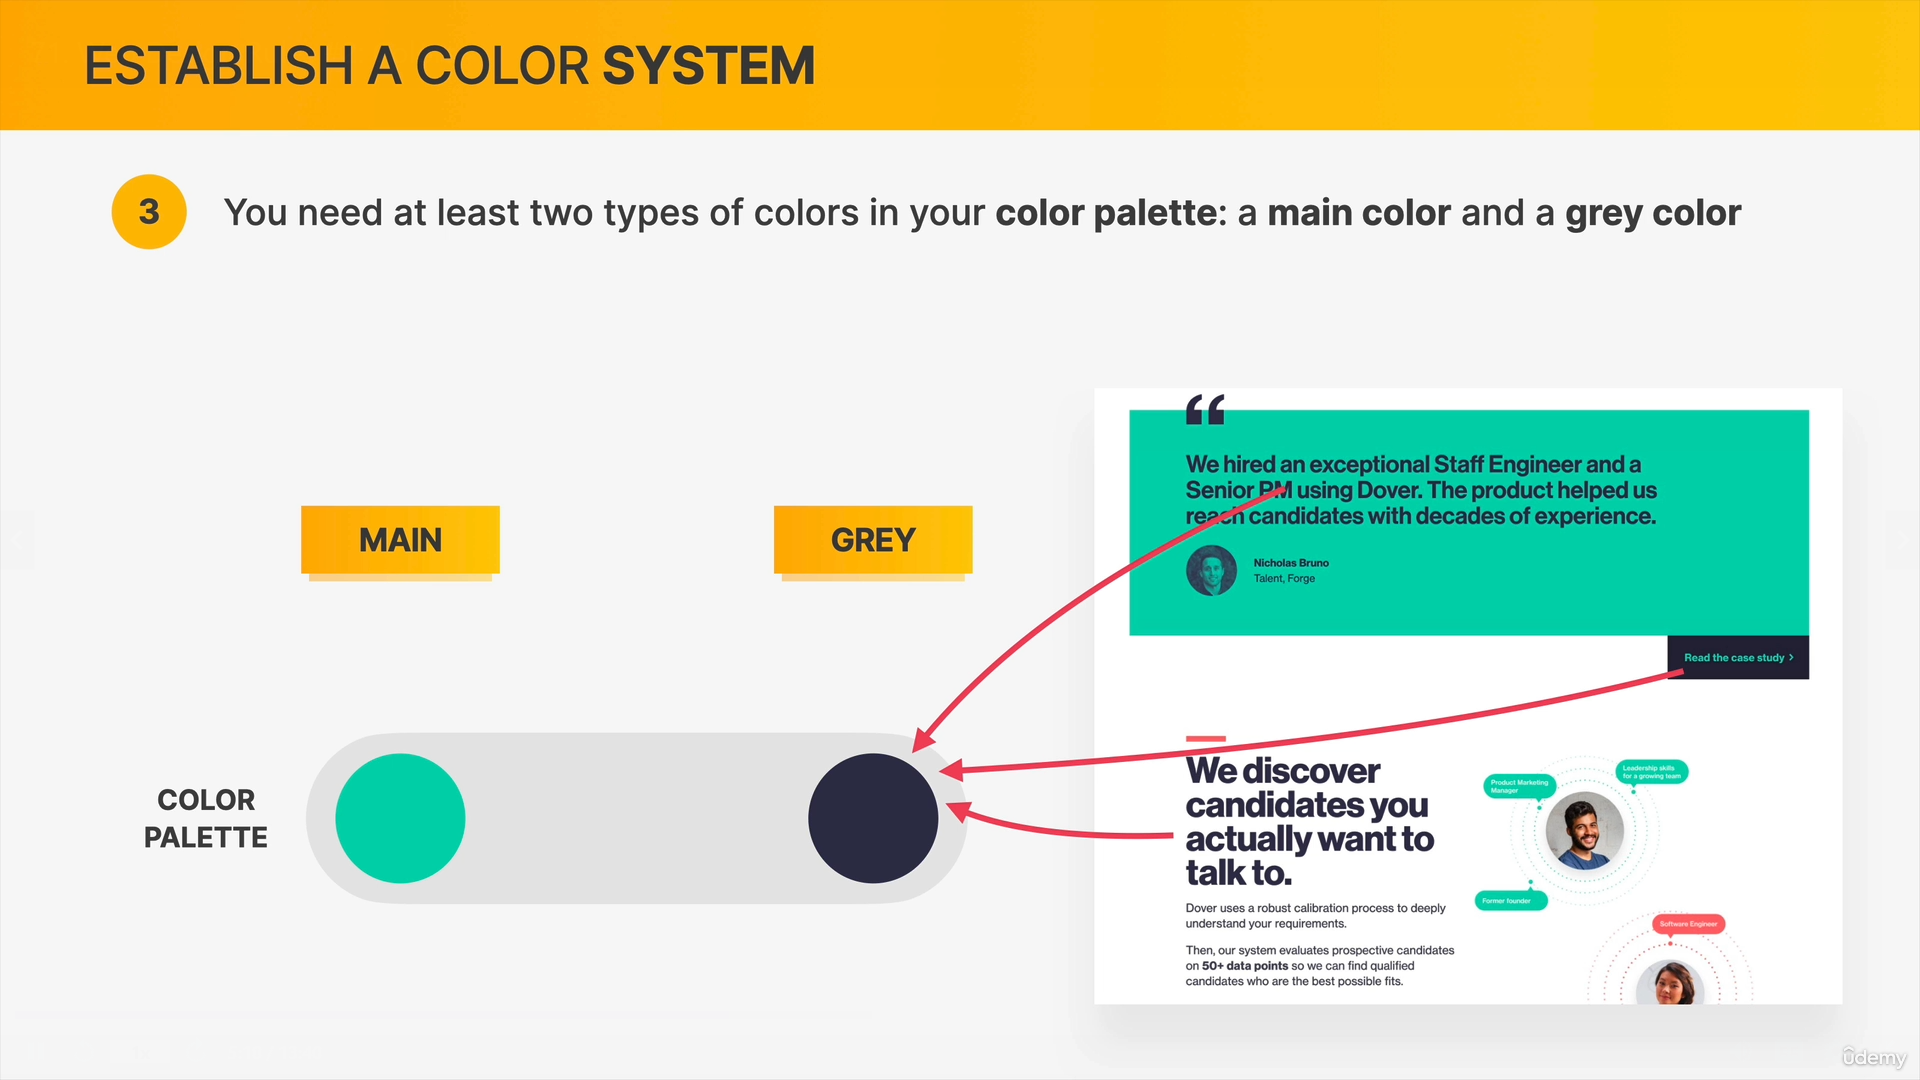 ESTABLISH A COLOR SYSTEM
3
You need at least two types of colors in your color palette: a main color and a grey color
MAIN
GREY
COLOR
PALETTE
“
We hired an exceptional Staff Engineer and a
Senior PM using Dover. The product helped us
reach candidates with decades of experience.
Nicholas Bruno
Talent, Forge
Read the case study ›
We discover
candidates you
actually want to
talk to.
Dover uses a robust calibration process to deeply
understand your requirements.
Then, our system evaluates prospective candidates
on 50+ data points so we can find qualified
candidates who are the best possible fits.
Product Marketing
Manager
Leadership skills
for a growing team
Former founder
Software Engineer
ûdemy